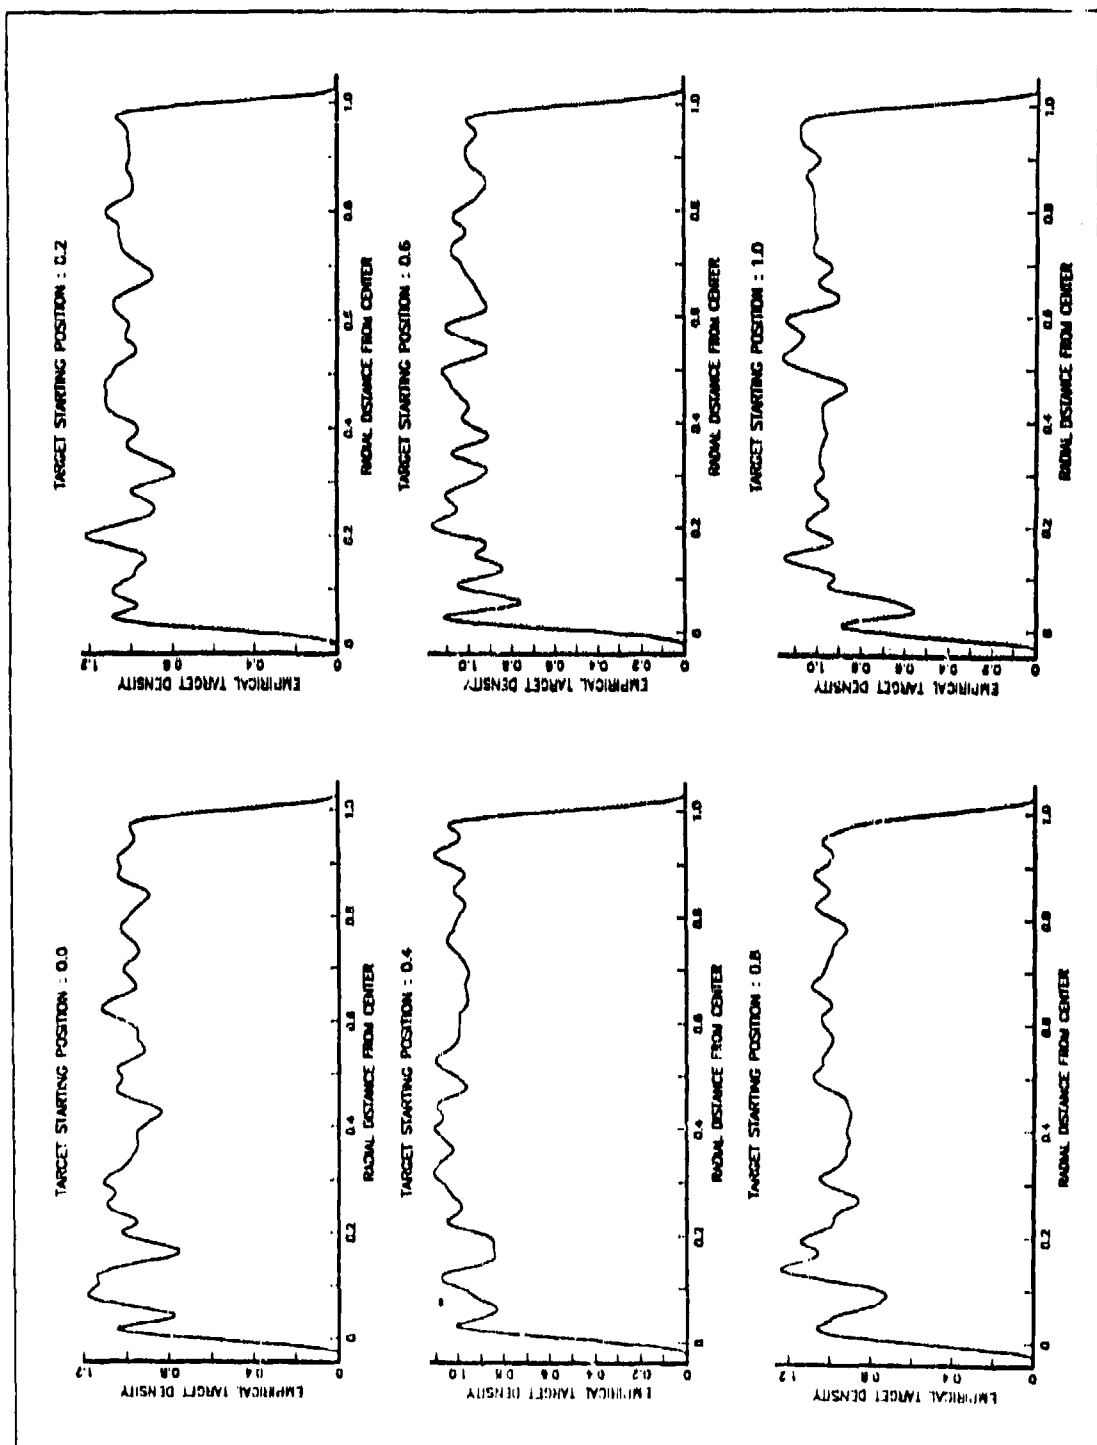 TARGET STARTING POSITION : 0.0
EMPIRICAL TARGET DENSITY
1.2
0.8
0.4
0
0 0.2 0.4 0.6 0.8 1.0
RADIAL DISTANCE FROM CENTER
TARGET STARTING POSITION : 0.2
EMPIRICAL TARGET DENSITY
1.2
0.8
0.4
0
0 0.2 0.4 0.6 0.8 1.0
RADIAL DISTANCE FROM CENTER
TARGET STARTING POSITION : 0.4
EMPIRICAL TARGET DENSITY
1.0
0.8
0.6
0.4
0.2
0
0 0.2 0.4 0.6 0.8 1.0
RADIAL DISTANCE FROM CENTER
TARGET STARTING POSITION : 0.6
EMPIRICAL TARGET DENSITY
1.0
0.8
0.6
0.4
0.2
0
0 0.2 0.4 0.6 0.8 1.0
RADIAL DISTANCE FROM CENTER
TARGET STARTING POSITION : 0.8
EMPIRICAL TARGET DENSITY
1.2
0.8
0.4
0
0 0.2 0.4 0.6 0.8 1.0
RADIAL DISTANCE FROM CENTER
TARGET STARTING POSITION : 1.0
EMPIRICAL TARGET DENSITY
1.0
0.8
0.6
0.4
0.2
0
0 0.2 0.4 0.6 0.8 1.0
RADIAL DISTANCE FROM CENTER